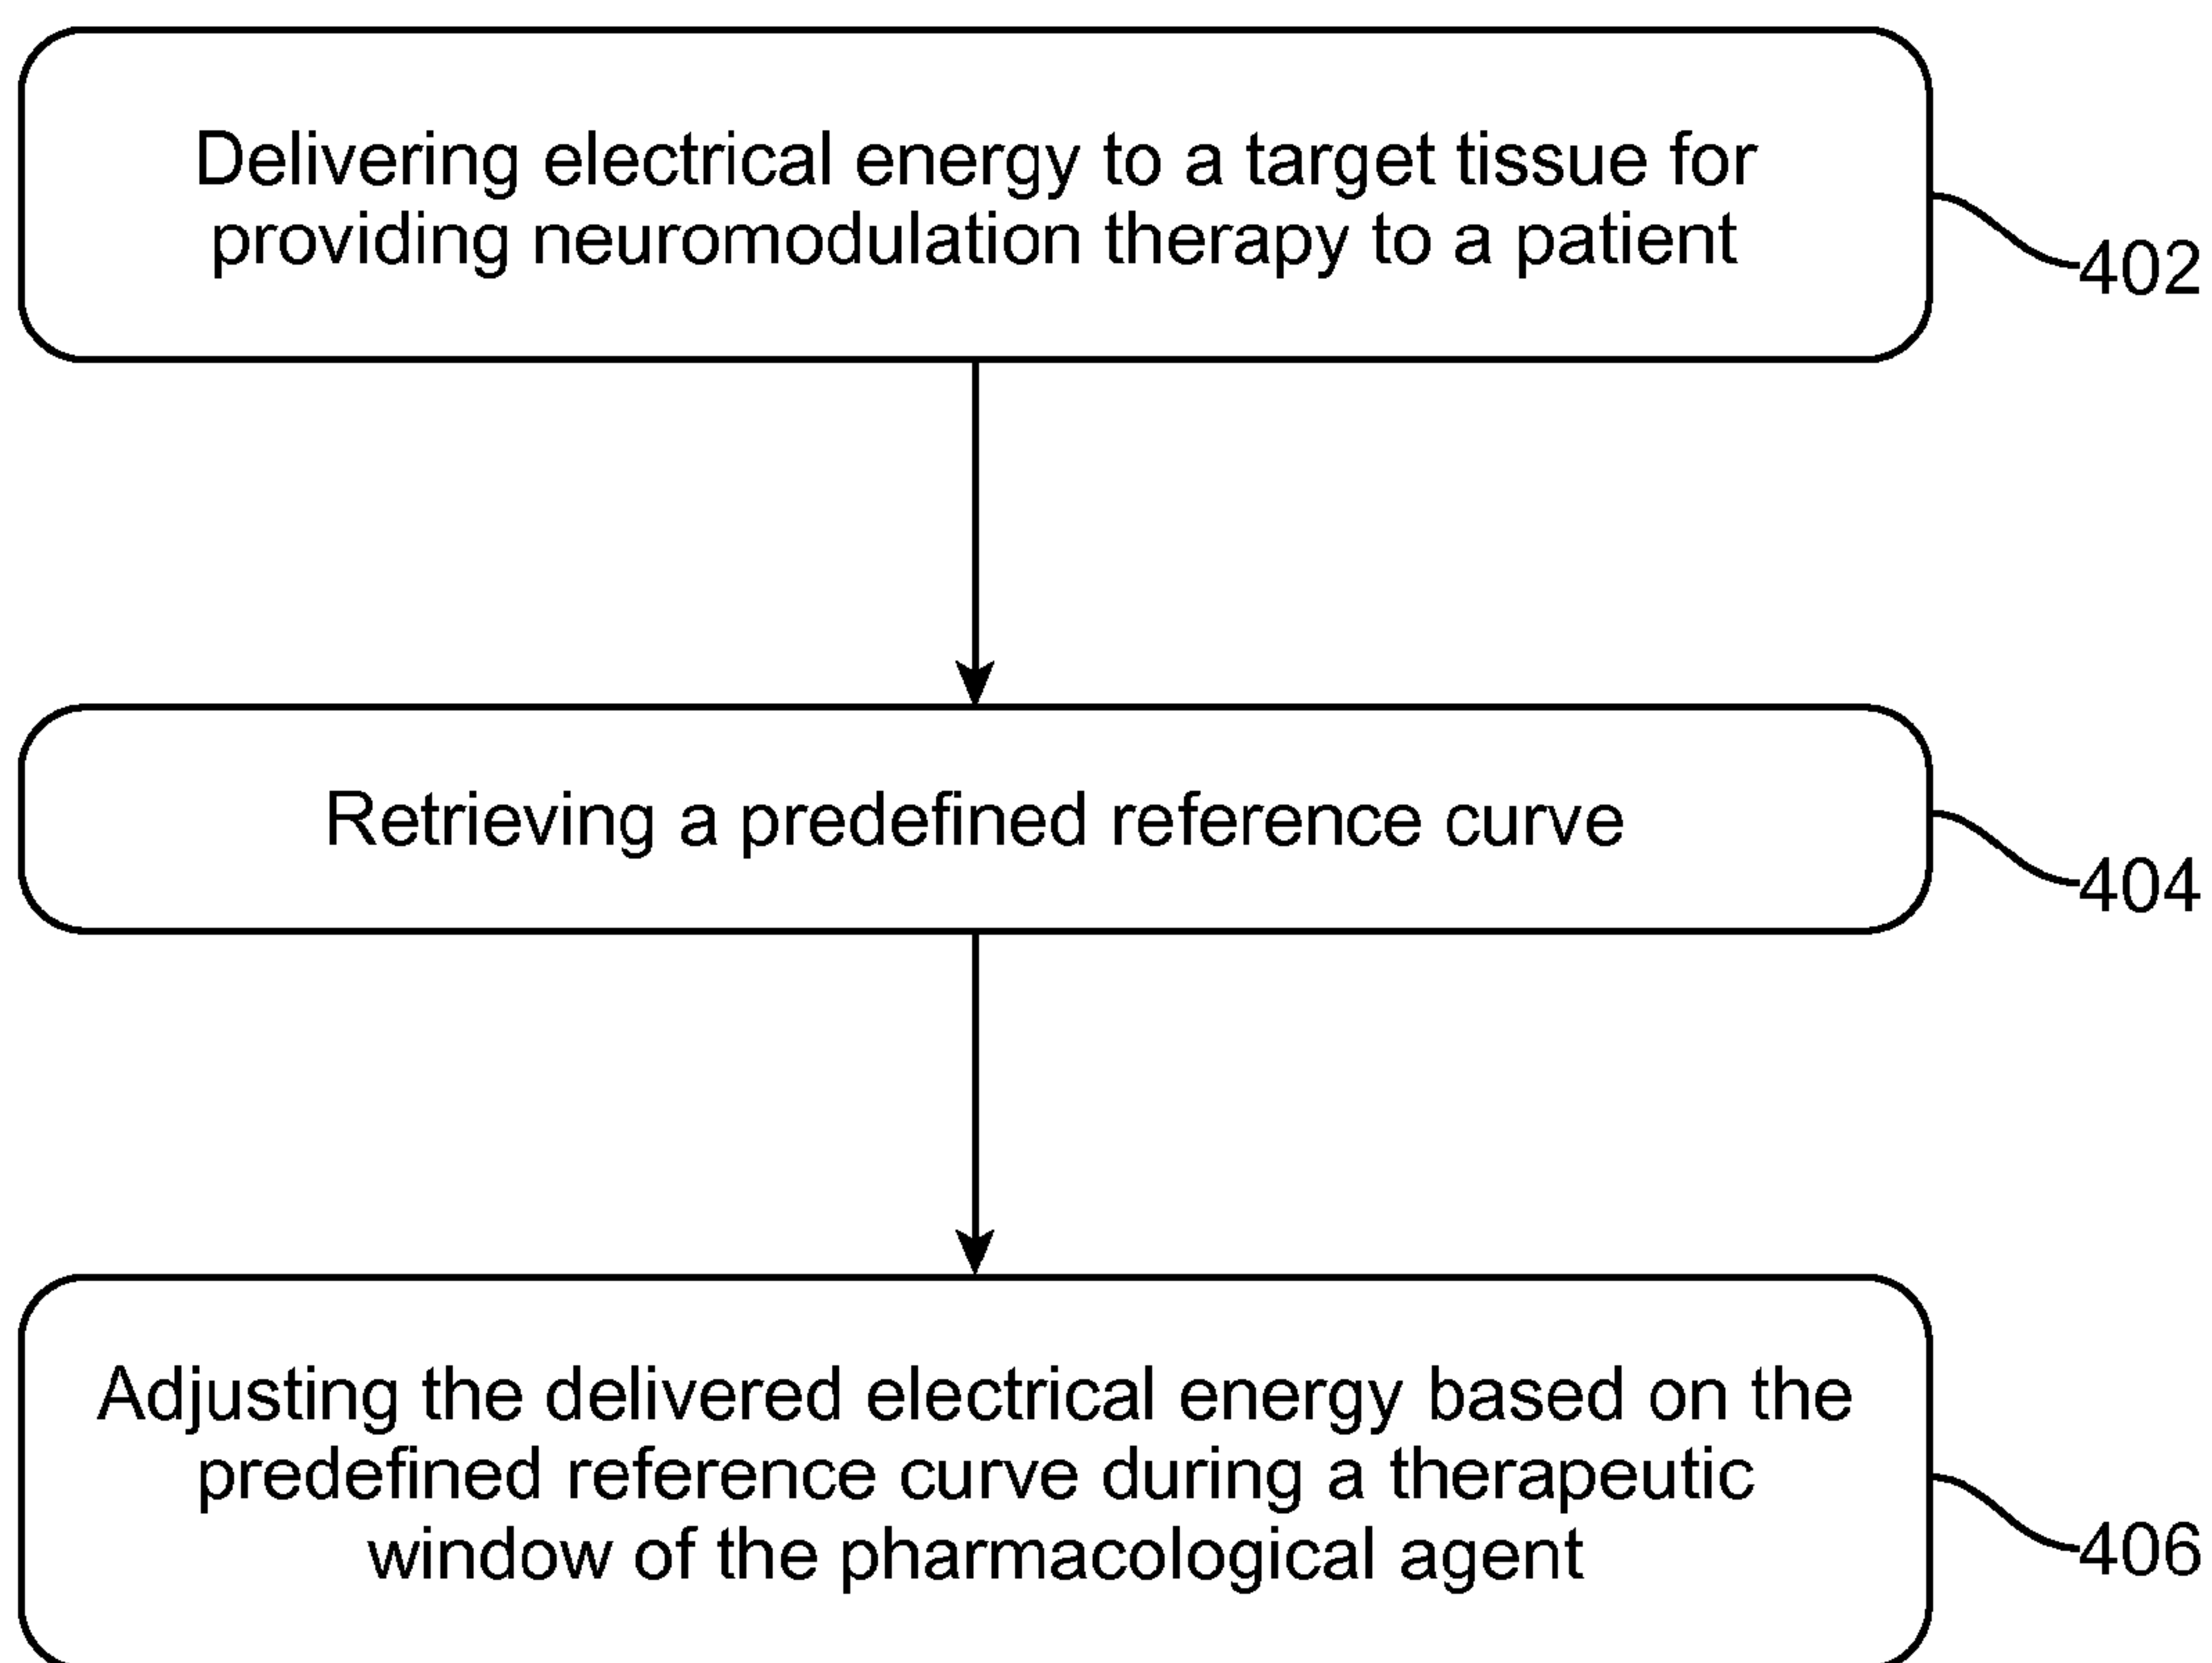 Delivering electrical energy to a target tissue for
providing neuromodulation therapy to a patient
402
Retrieving a predefined reference curve
404
Adjusting the delivered electrical energy based on the
predefined reference curve during a therapeutic
window of the pharmacological agent
406